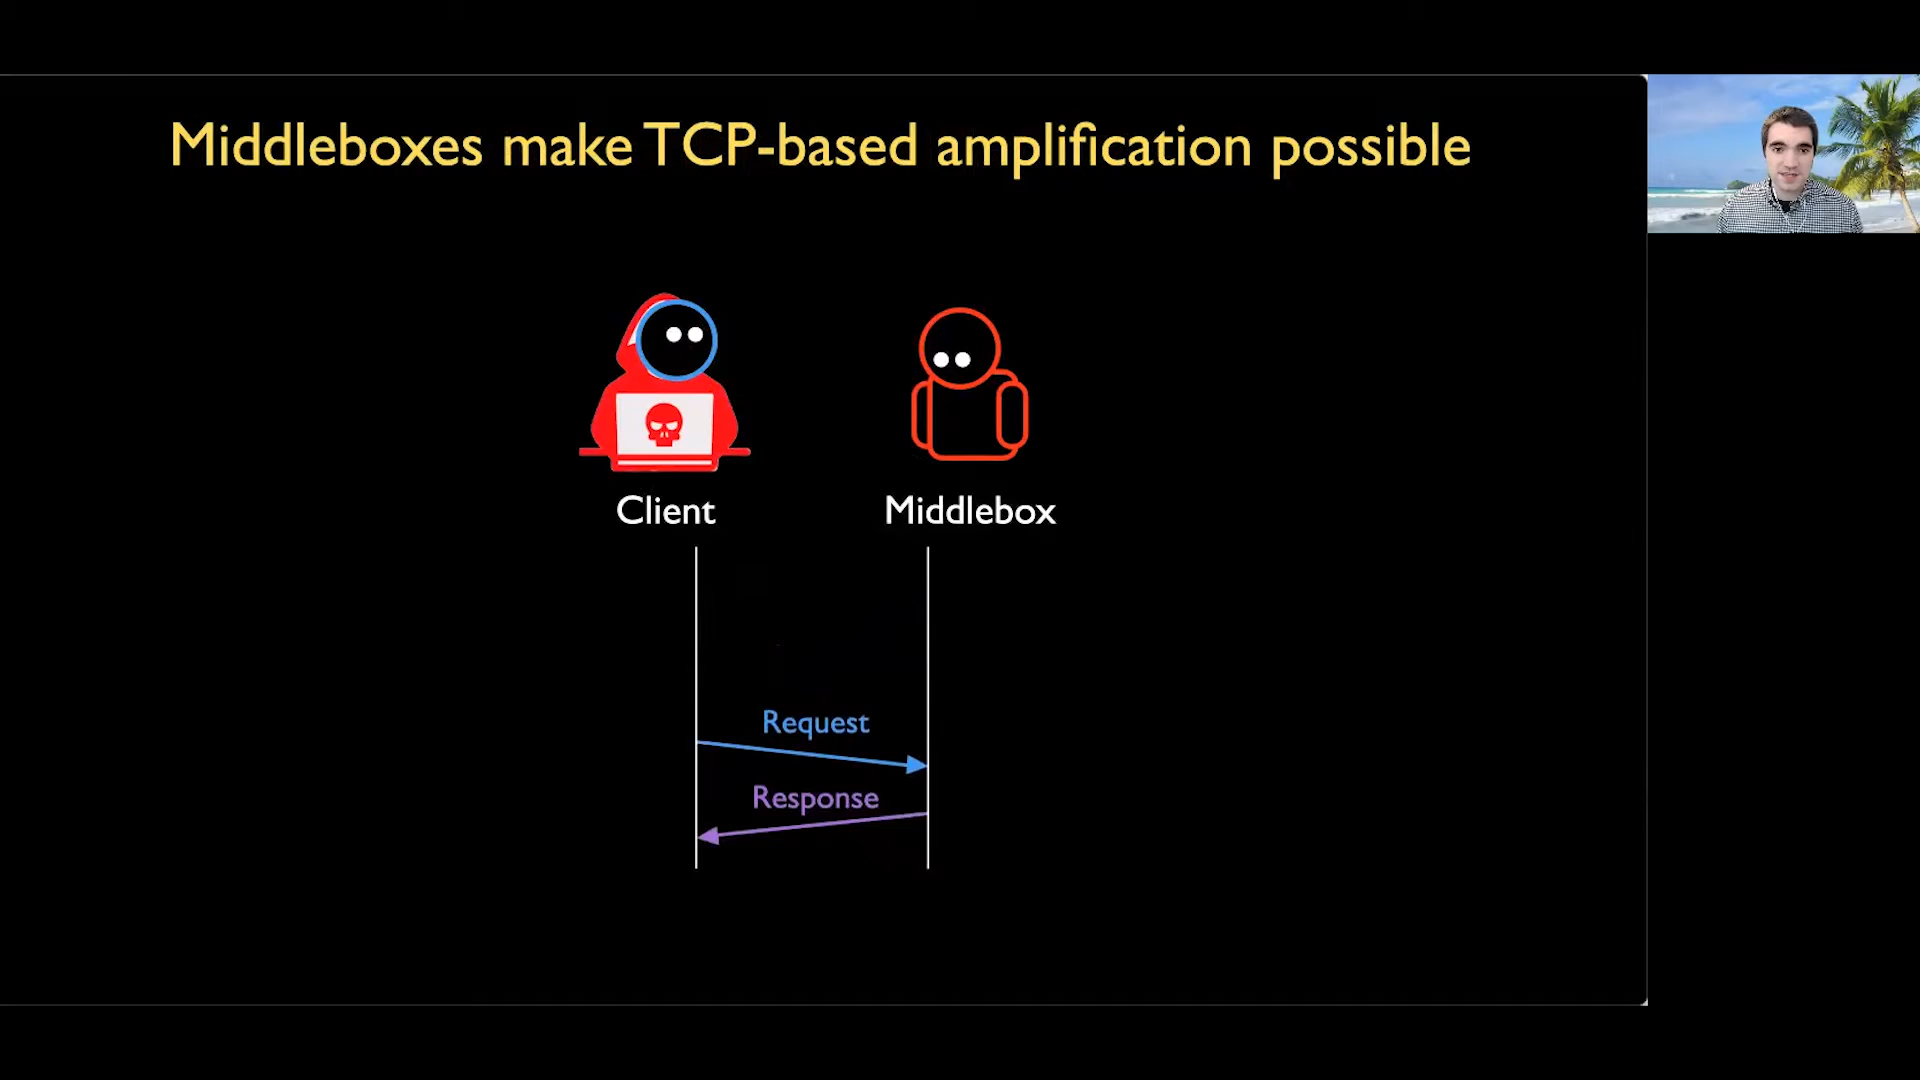 Middleboxes make TCP-based amplification possible
Client
Middlebox
Request
Response